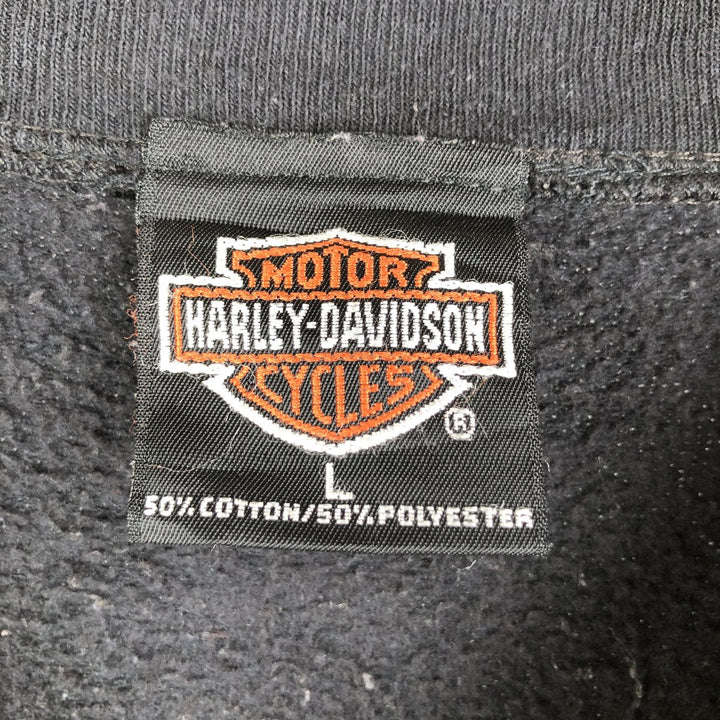 MOTOR
HARLEY-DAVIDSON
CYCLES
®
L
50% COTTON/50% POLYESTER